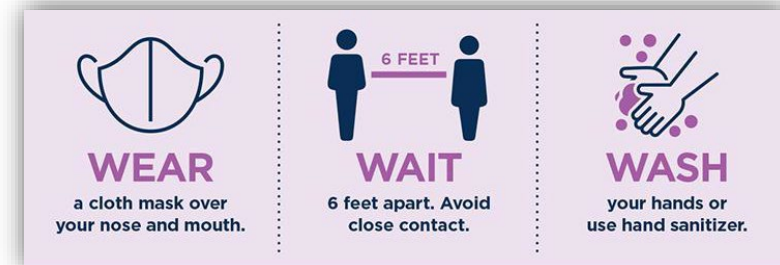 WEAR
a cloth mask over
your nose and mouth.
6 FEET
WAIT
6 feet apart. Avoid
close contact.
WASH
your hands or
use hand sanitizer.